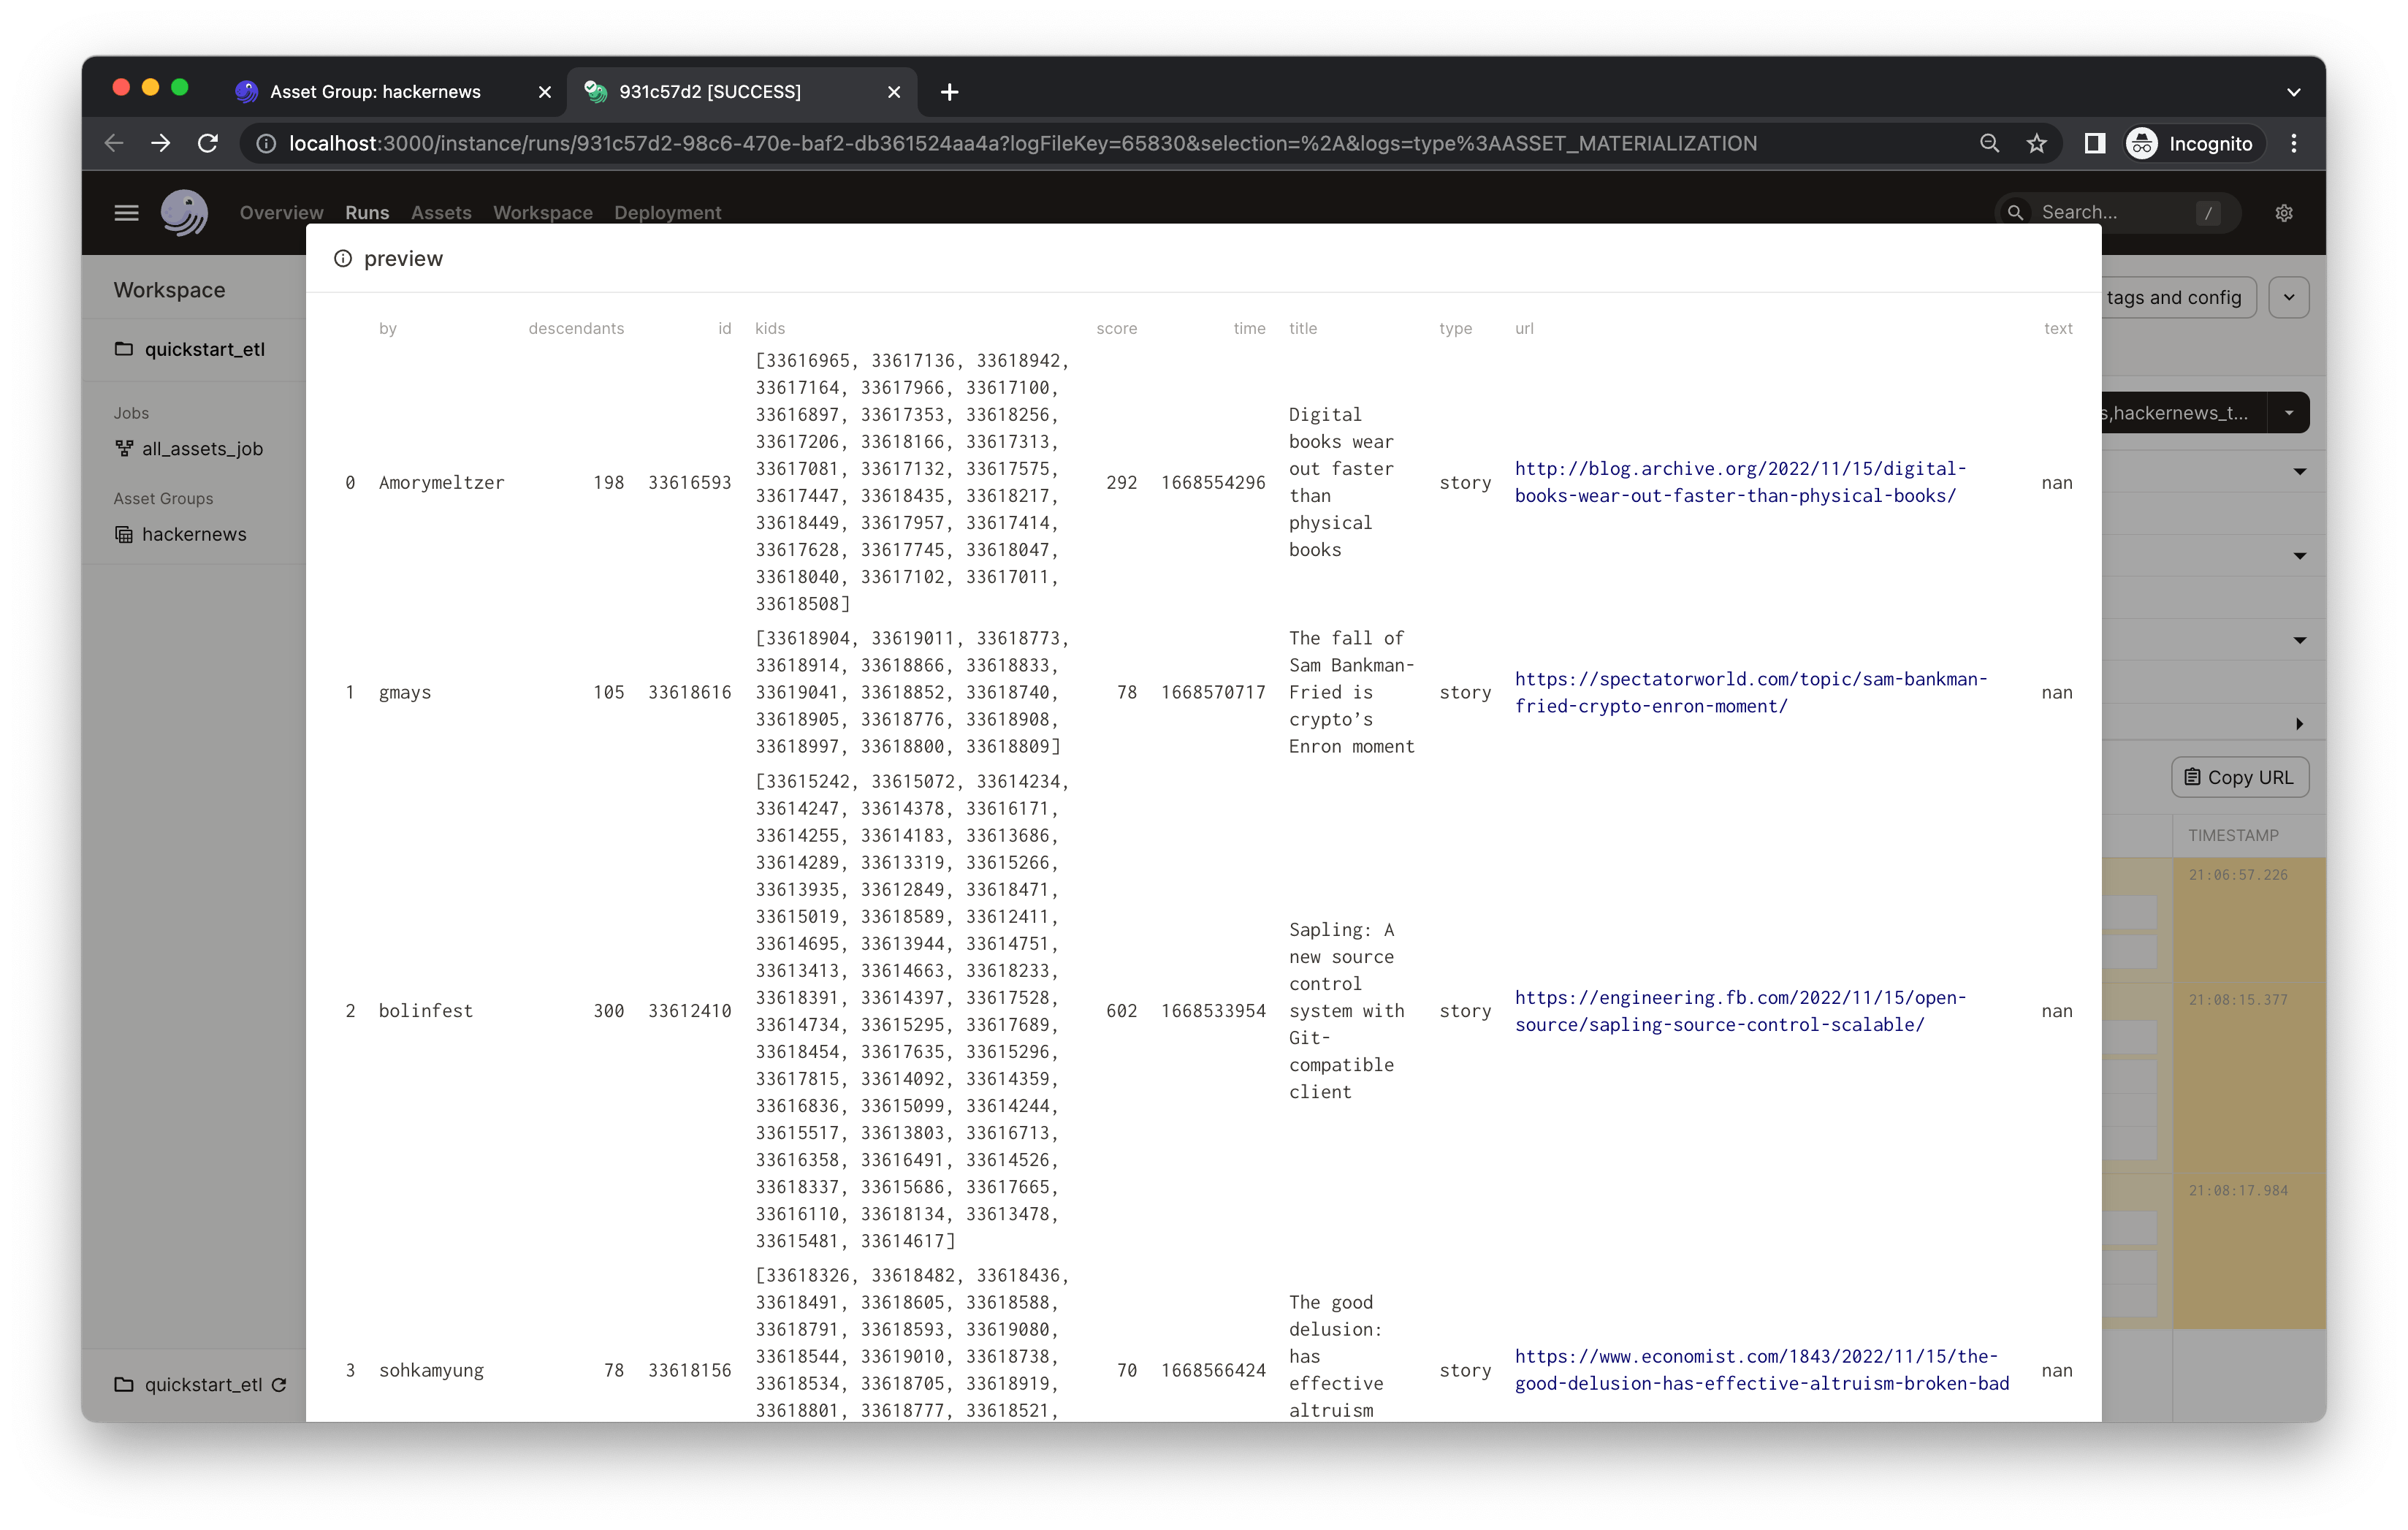 Asset Group: hackernews
931c57d2 [SUCCESS]
localhost:3000/instance/runs/931c57d2-98c6-470e-baf2-db361524aa4a?logFileKey=65830&selection=%2A&logs=type%3AASSET_MATERIALIZATION
Incognito
Overview Runs Assets Workspace Deployment
Search... /
Workspace
quickstart_etl
Jobs
all_assets_job
Asset Groups
hackernews
quickstart_etl
preview
by descendants id kids score time title type url text
0 Amorymeltzer 198 33616593
[33616965, 33617136, 33618942,
33617164, 33617966, 33617100,
33616897, 33617353, 33618256,
33617206, 33618166, 33617313,
33617081, 33617132, 33617575,
33617447, 33618435, 33618217,
33618449, 33617957, 33617414,
33617628, 33617745, 33618047,
33618040, 33617102, 33617011,
33618508]
292 1668554296
Digital
books wear
out faster
than
physical
books
story
http://blog.archive.org/2022/11/15/digital-
books-wear-out-faster-than-physical-books/
nan
1 gmays 105 33618616
[33618904, 33619011, 33618773,
33618914, 33618866, 33618833,
33619041, 33618852, 33618740,
33618905, 33618776, 33618908,
33618997, 33618800, 33618809]
78 1668570717
The fall of
Sam Bankman-
Fried is
crypto’s
Enron moment
story
https://spectatorworld.com/topic/sam-bankman-
fried-crypto-enron-moment/
nan
2 bolinfest 300 33612410
[33615242, 33615072, 33614234,
33614247, 33614378, 33616171,
33614255, 33614183, 33613686,
33614289, 33613319, 33615266,
33613935, 33612849, 33618471,
33615019, 33618589, 33612411,
33614695, 33613944, 33614751,
33613413, 33614663, 33618233,
33618391, 33614397, 33617528,
33614734, 33615295, 33617689,
33618454, 33617635, 33615296,
33617815, 33614092, 33614359,
33616836, 33615099, 33614244,
33615517, 33613803, 33616713,
33616358, 33616491, 33614526,
33618337, 33615686, 33617665,
33616110, 33618134, 33613478,
33615481, 33614617]
602 1668533954
Sapling: A
new source
control
system with
Git-
compatible
client
story
https://engineering.fb.com/2022/11/15/open-
source/sapling-source-control-scalable/
nan
3 sohkamyung 78 33618156
[33618326, 33618482, 33618436,
33618491, 33618605, 33618588,
33618791, 33618593, 33619080,
33618544, 33619010, 33618738,
33618534, 33618705, 33618919,
33618801, 33618777, 33618521,
70 1668566424
The good
delusion:
has
effective
altruism
story
https://www.economist.com/1843/2022/11/15/the-
good-delusion-has-effective-altruism-broken-bad
nan
tags and config
s,hackernews_t...
Copy URL
TIMESTAMP
21:06:57.226
21:08:15.377
21:08:17.984